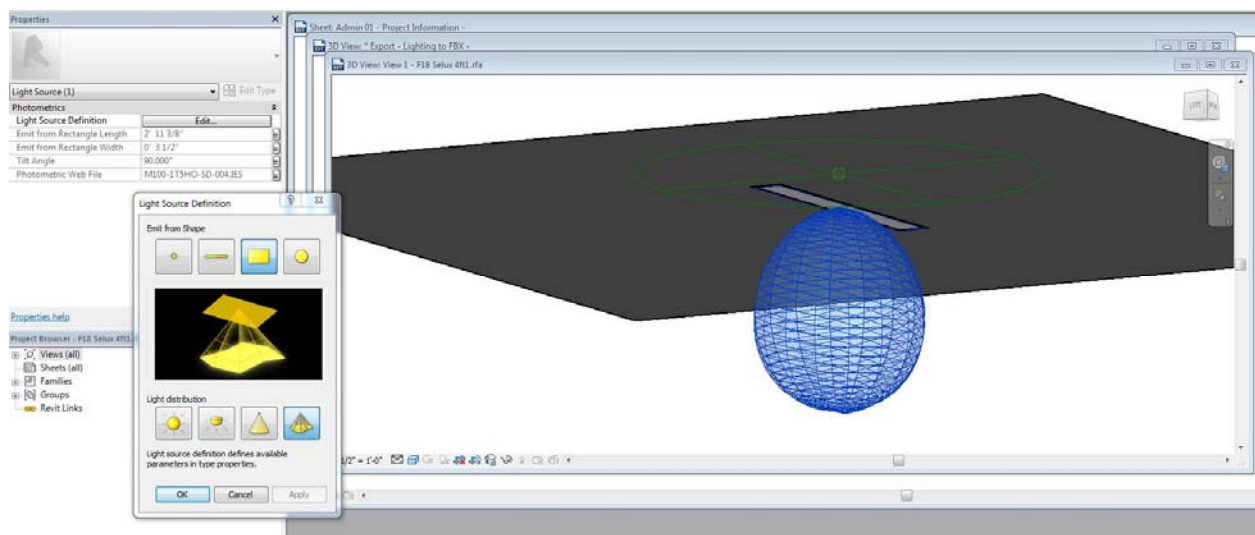 Properties
Light Source (1)
Edit Type
Photometrics
Light Source Definition
Edit...
Emit from Rectangle Length
2' 11 3/8"
Emit from Rectangle Width
0' 3 1/2"
Tilt Angle
90.000°
Photometric Web File
M100-1T5HO-SD-004.IES
Properties help
Project Browser - F18 Selux 4ft1.
Views (all)
Sheets (all)
Families
Groups
Revit Links
Light Source Definition
Emit from Shape
Light distribution
Light source definition defines available
parameters in type properties.
OK
Cancel
Apply
Sheet: Admin 01 - Project Information -
3D View: * Export - Lighting to FBX -
3D View: View 1 - F18 Selux 4ft1.rfa
LEFT
1/2" = 1'-0"